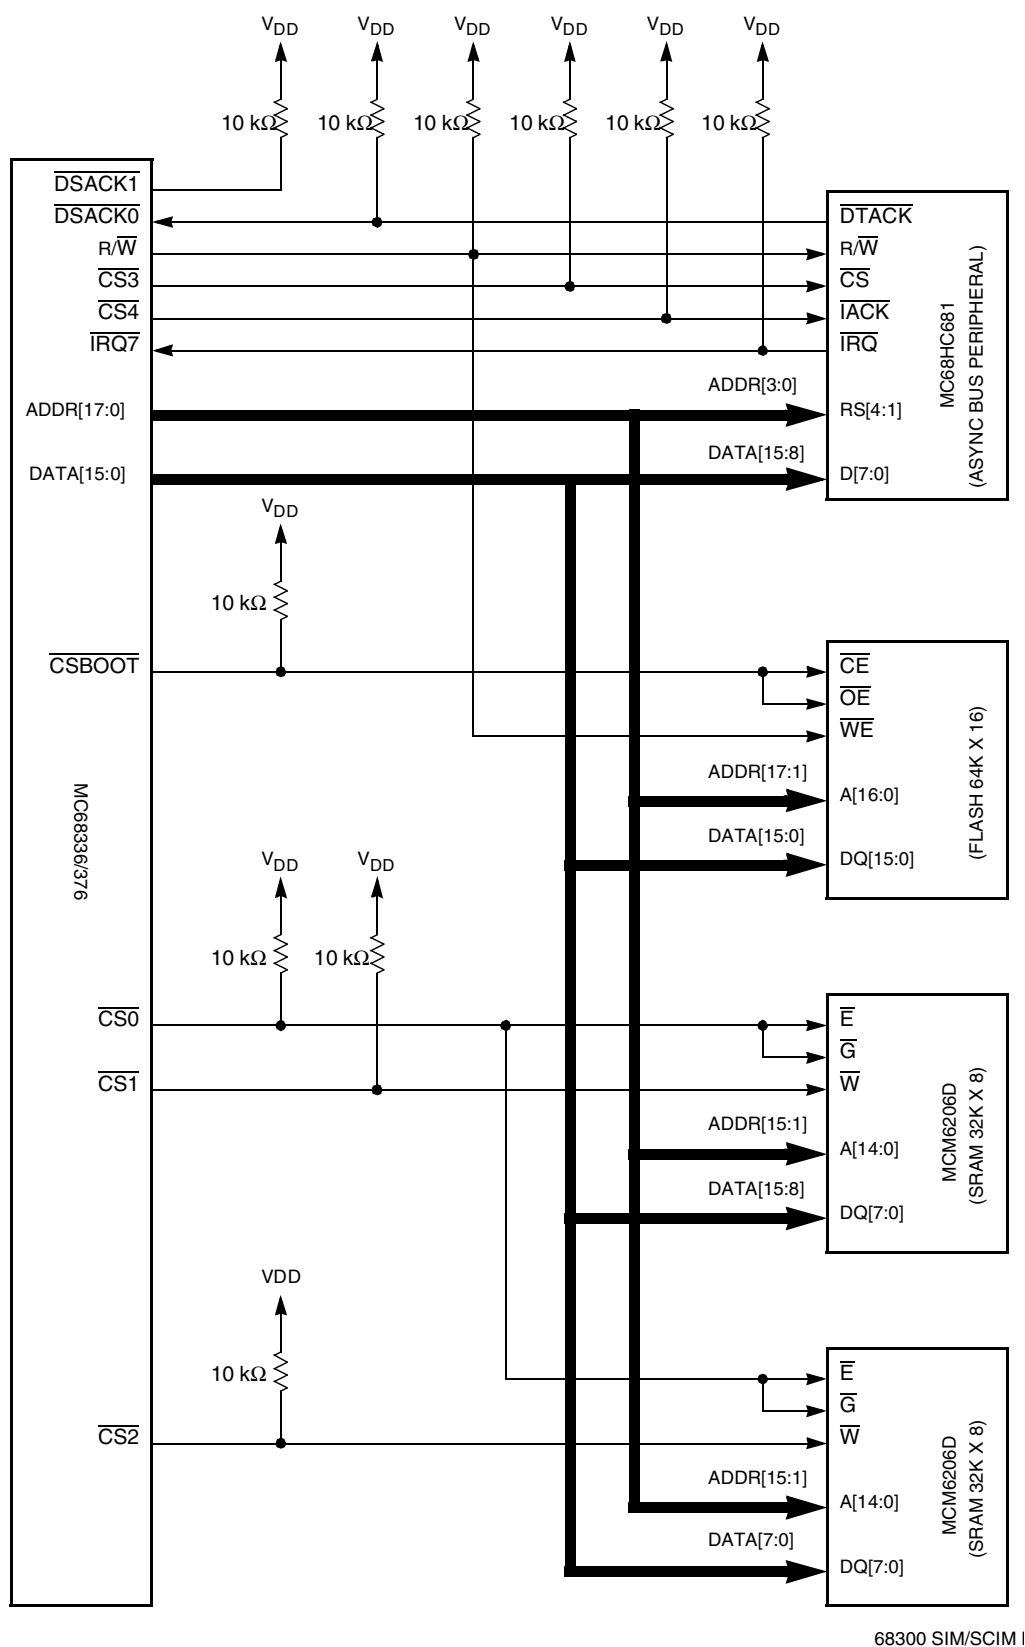 VDD VDD VDD VDD VDD VDD
10 kΩ 10 kΩ 10 kΩ 10 kΩ 10 kΩ 10 kΩ
DSACK1
DSACK0 DTACK
R/W R/W
CS3 CS
CS4 IACK
IRQ7 IRQ
MC68HC681
(ASYNC BUS PERIPHERAL)
ADDR[3:0]
ADDR[17:0] RS[4:1]
DATA[15:8]
DATA[15:0] D[7:0]
VDD
10 kΩ
CSBOOT CE
OE
WE
(FLASH 64K X 16)
ADDR[17:1]
A[16:0]
DATA[15:0]
DQ[15:0]
MC68336/376
VDD VDD
10 kΩ 10 kΩ
CS0 E
G
CS1 W
MCM6206D
(SRAM 32K X 8)
ADDR[15:1]
A[14:0]
DATA[15:8]
DQ[7:0]
VDD
10 kΩ
E
G
CS2 W
MCM6206D
(SRAM 32K X 8)
ADDR[15:1]
A[14:0]
DATA[7:0]
DQ[7:0]
68300 SIM/SCIM